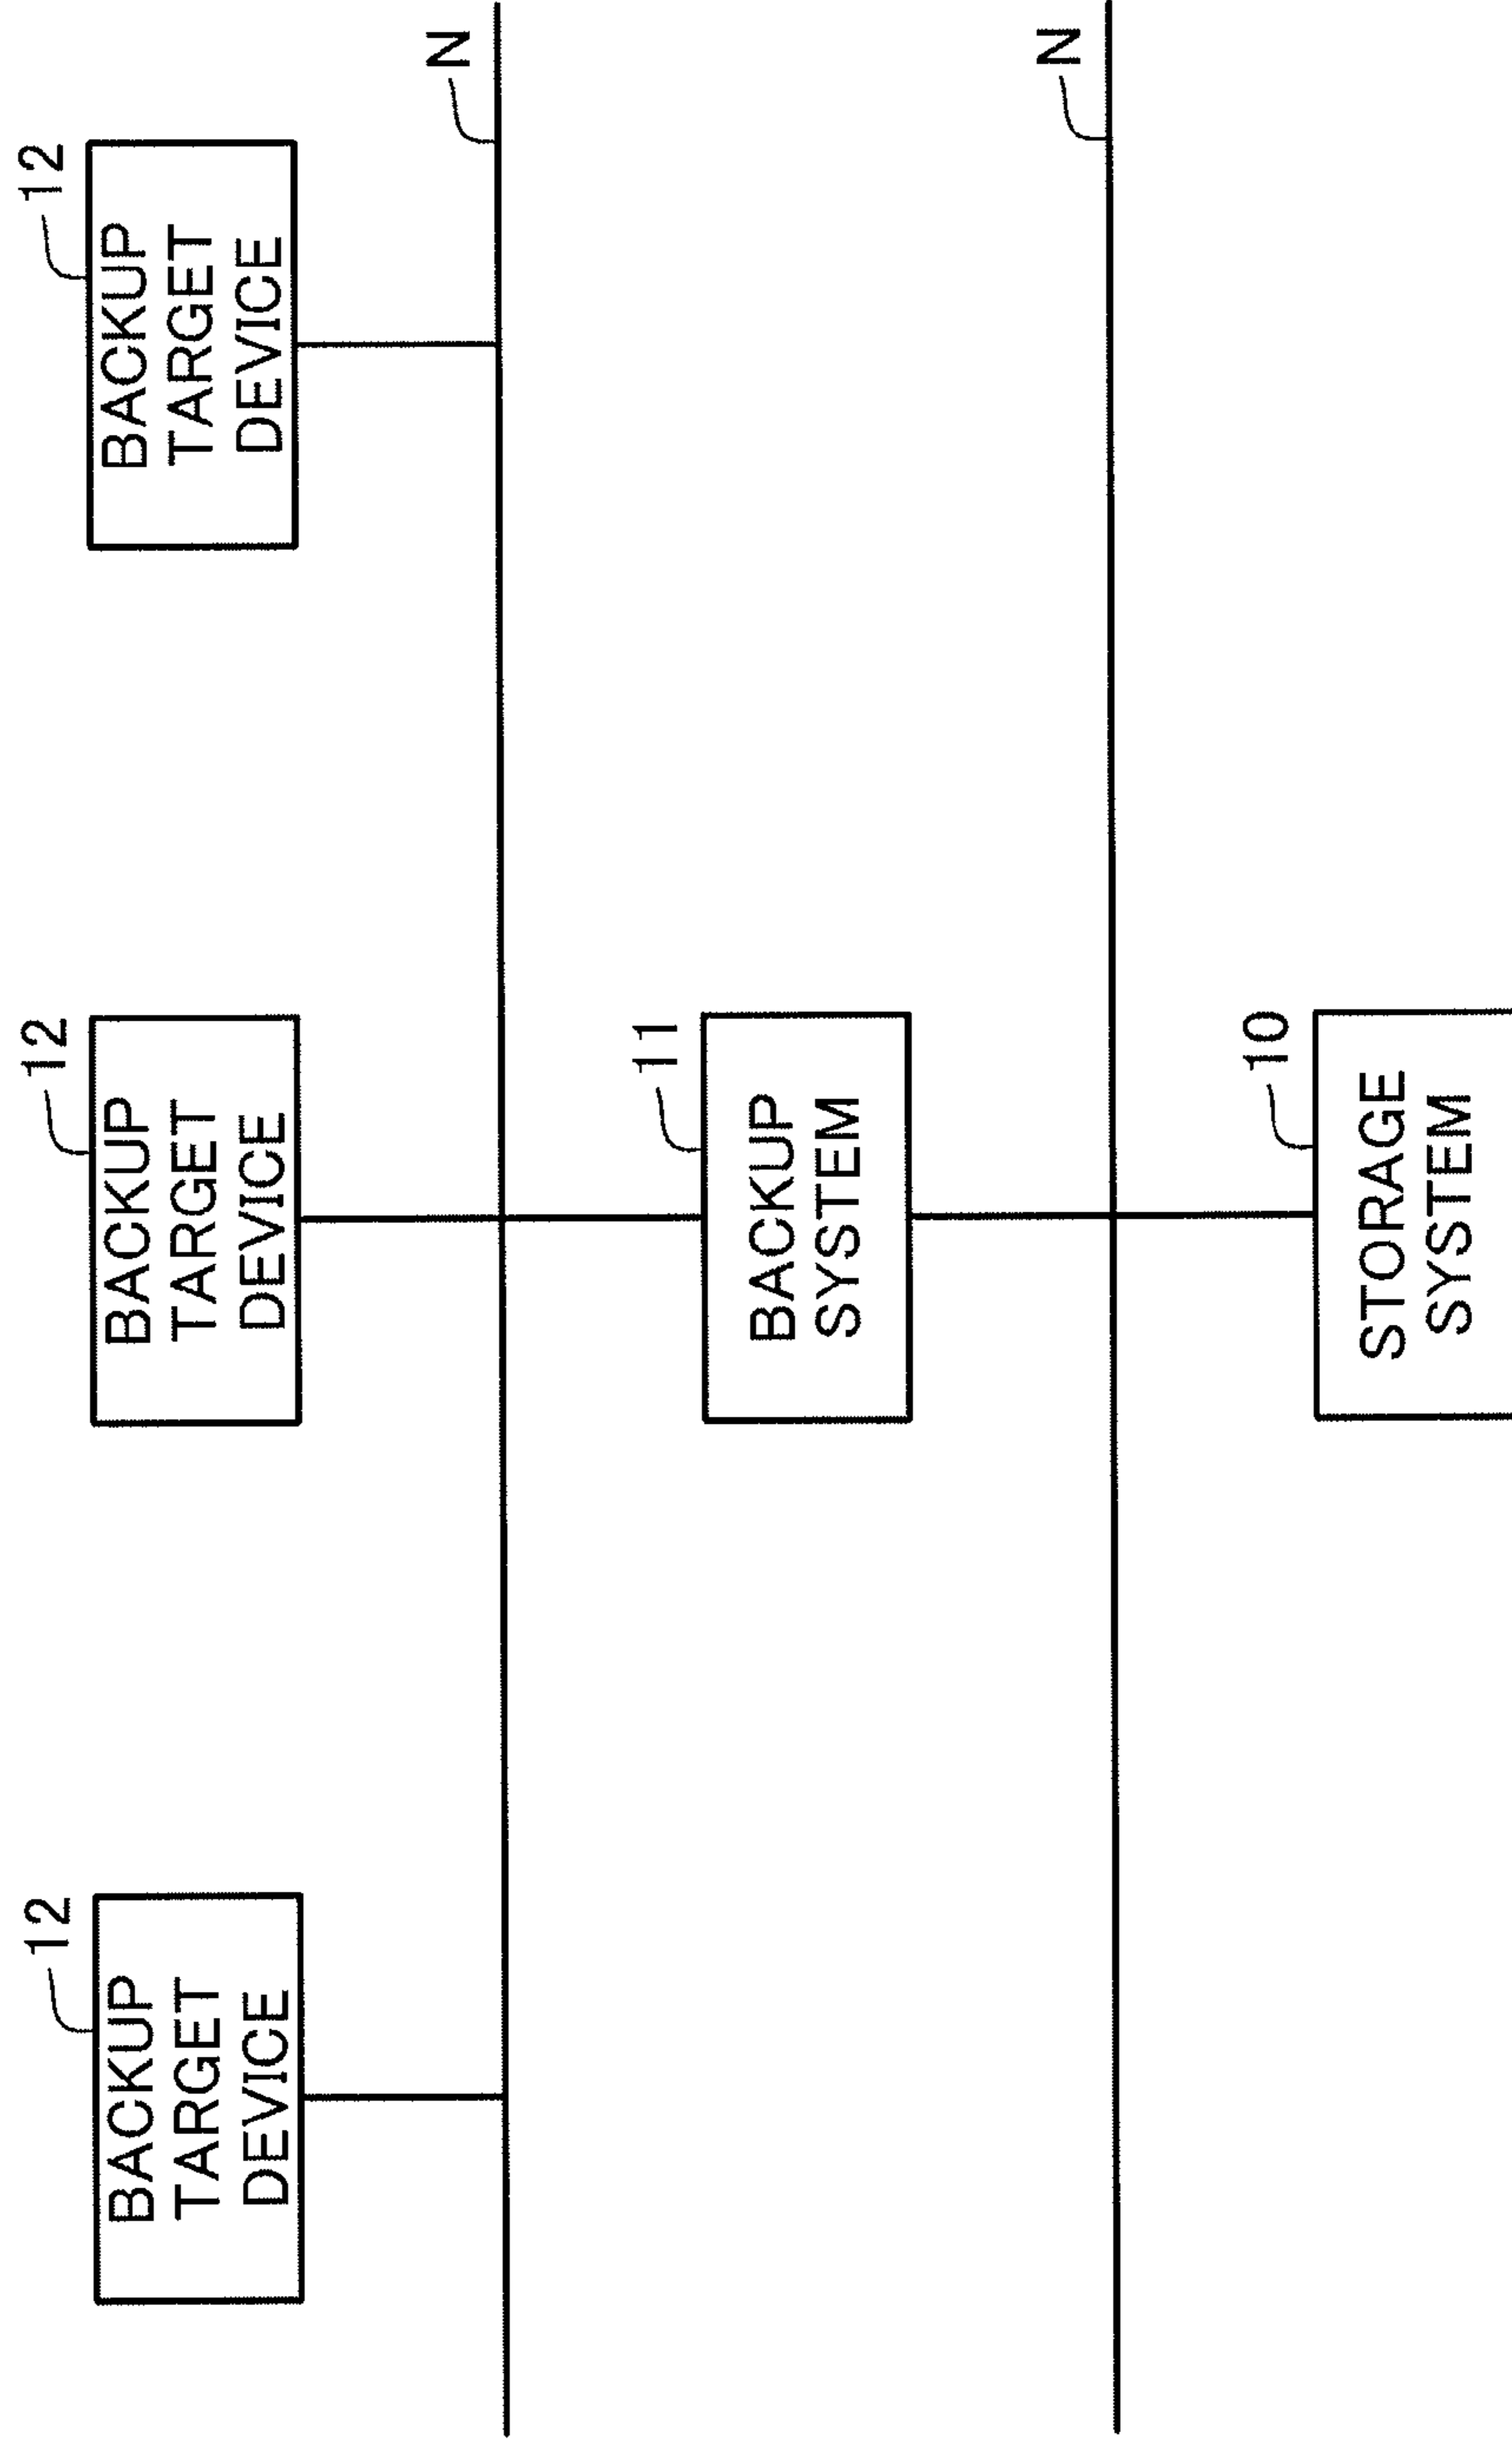 12
BACKUP
TARGET
DEVICE
12
BACKUP
TARGET
DEVICE
12
BACKUP
TARGET
DEVICE
N
11
BACKUP
SYSTEM
N
10
STORAGE
SYSTEM